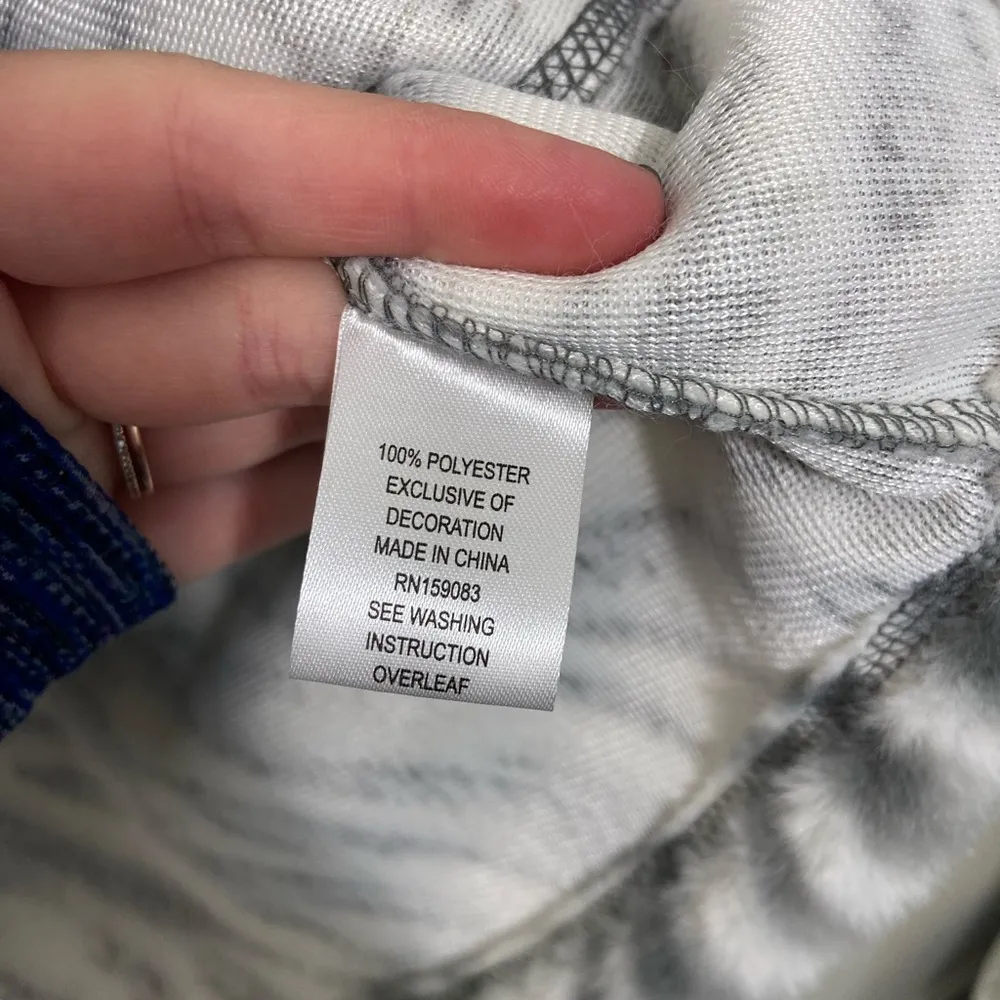 100% POLYESTER
EXCLUSIVE OF
DECORATION
MADE IN CHINA
RN159083
SEE WASHING
INSTRUCTION
OVERLEAF